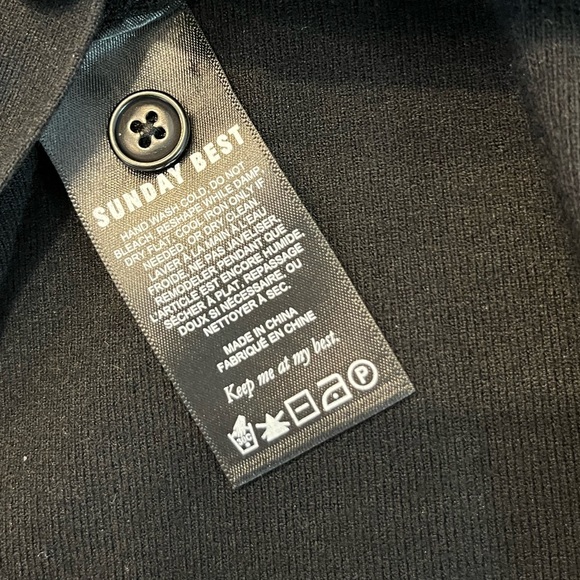 SUNDAY BEST
HAND WASH COLD, DO NOT
BLEACH, RESHAPE WHILE DAMP,
DRY FLAT, COOL IRON ONLY IF
NEEDED, OR DRY CLEAN
LAVER À LA MAIN À L'EAU
FROIDE. NE PAS JAVELISER.
REMODELER PENDANT QUE
L'ARTICLE EST ENCORE HUMIDE.
SÉCHER À PLAT, REPASSAGE
DOUX SI NÉCESSAIRE, OU
NETTOYER À SEC.
MADE IN CHINA
FABRIQUÉ EN CHINE
Keep me at my best.
P